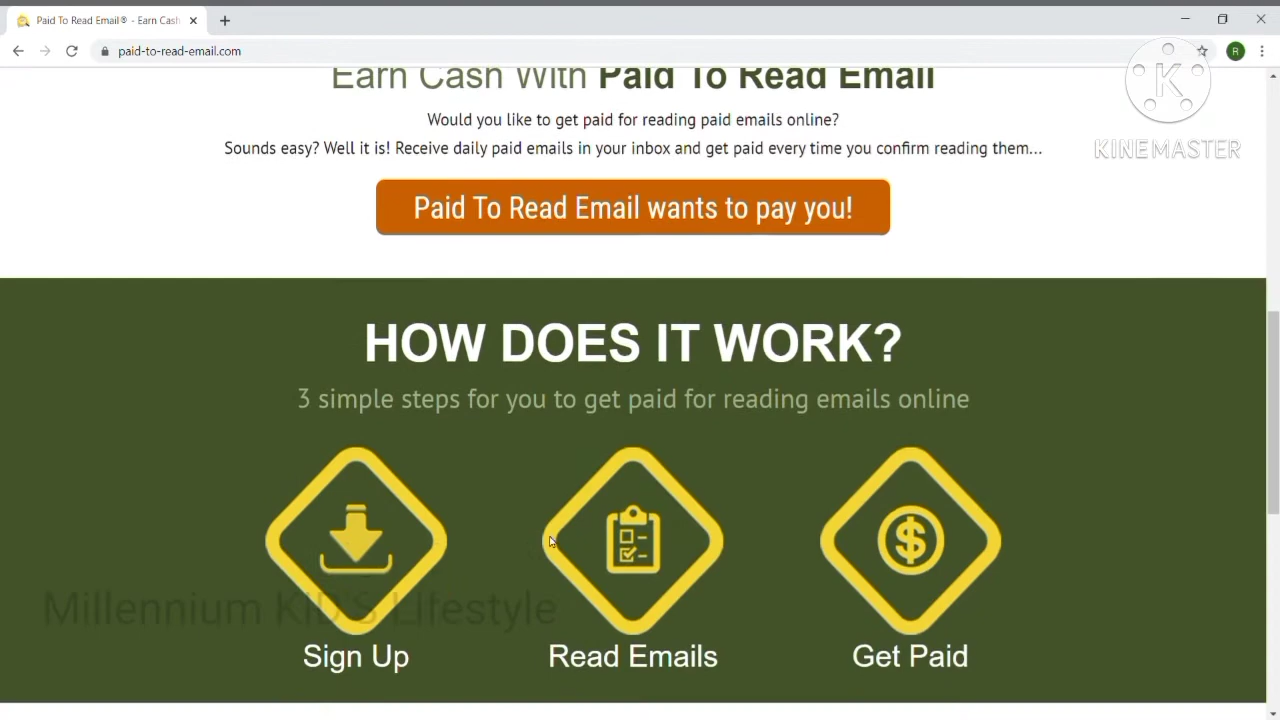 Paid To Read Email® - Earn Cash
paid-to-read-email.com
R
Earn Cash With Paid To Read Email
Would you like to get paid for reading paid emails online?
Sounds easy? Well it is! Receive daily paid emails in your inbox and get paid every time you confirm reading them...
K
KINEMASTER
Paid To Read Email wants to pay you!
HOW DOES IT WORK?
3 simple steps for you to get paid for reading emails online
$
Millennium KID'S Lifestyle
Sign Up
Read Emails
Get Paid